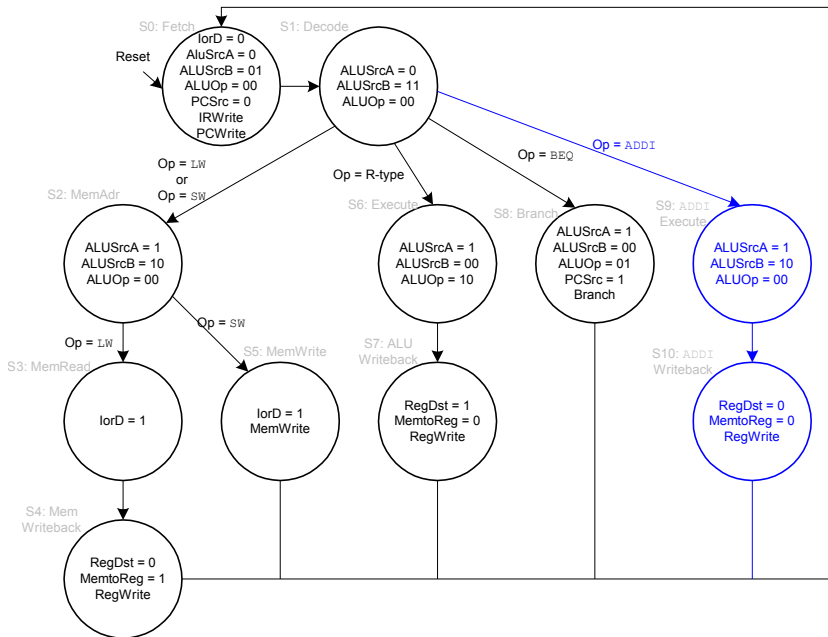 S0: Fetch
IorD = 0
AluSrcA = 0
ALUSrcB = 01
ALUOp = 00
PCSrc = 0
IRWrite
PCWrite
Reset
S1: Decode
ALUSrcA = 0
ALUSrcB = 11
ALUOp = 00
Op = LW
or
Op = SW
Op = R-type
Op = BEQ
Op = ADDI
S2: MemAdr
ALUSrcA = 1
ALUSrcB = 10
ALUOp = 00
S6: Execute
ALUSrcA = 1
ALUSrcB = 00
ALUOp = 10
S8: Branch
ALUSrcA = 1
ALUSrcB = 00
ALUOp = 01
PCSrc = 1
Branch
S9: ADDI
Execute
ALUSrcA = 1
ALUSrcB = 10
ALUOp = 00
Op = LW
Op = SW
S3: MemRead
IorD = 1
S5: MemWrite
IorD = 1
MemWrite
S7: ALU
Writeback
RegDst = 1
MemtoReg = 0
RegWrite
S10: ADDI
Writeback
RegDst = 0
MemtoReg = 0
RegWrite
S4: Mem
Writeback
RegDst = 0
MemtoReg = 1
RegWrite